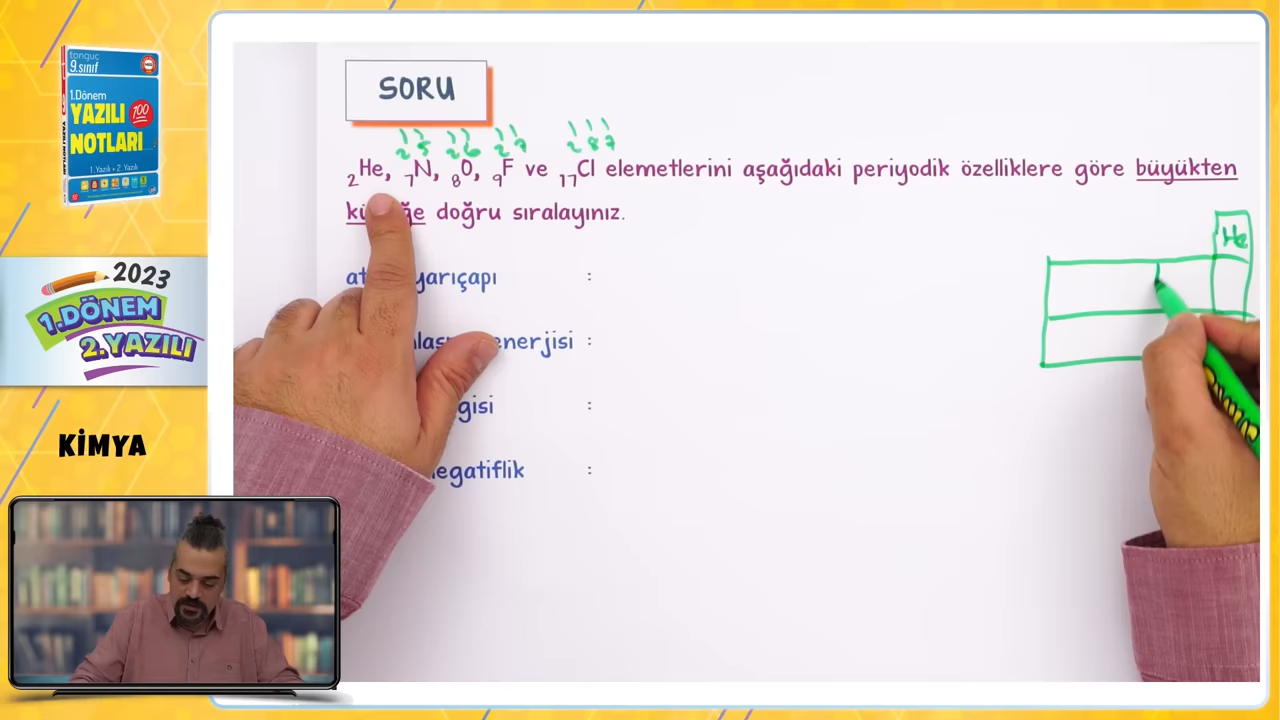 tonguç
9.sınıf
1.Dönem
YAZILI
100
NOTLARI
1.Yazılı - 2.Yazılı
2023
1.DÖNEM
2.YAZILI
KİMYA
SORU
2 5 2 6 2 7 2 8 7
2He, 7N, 8O, 9F ve 17Cl elemetlerini aşağıdaki periyodik özelliklere göre büyükten
doğru sıralayınız.
He
yarıçapı :
enerjisi :
:
: